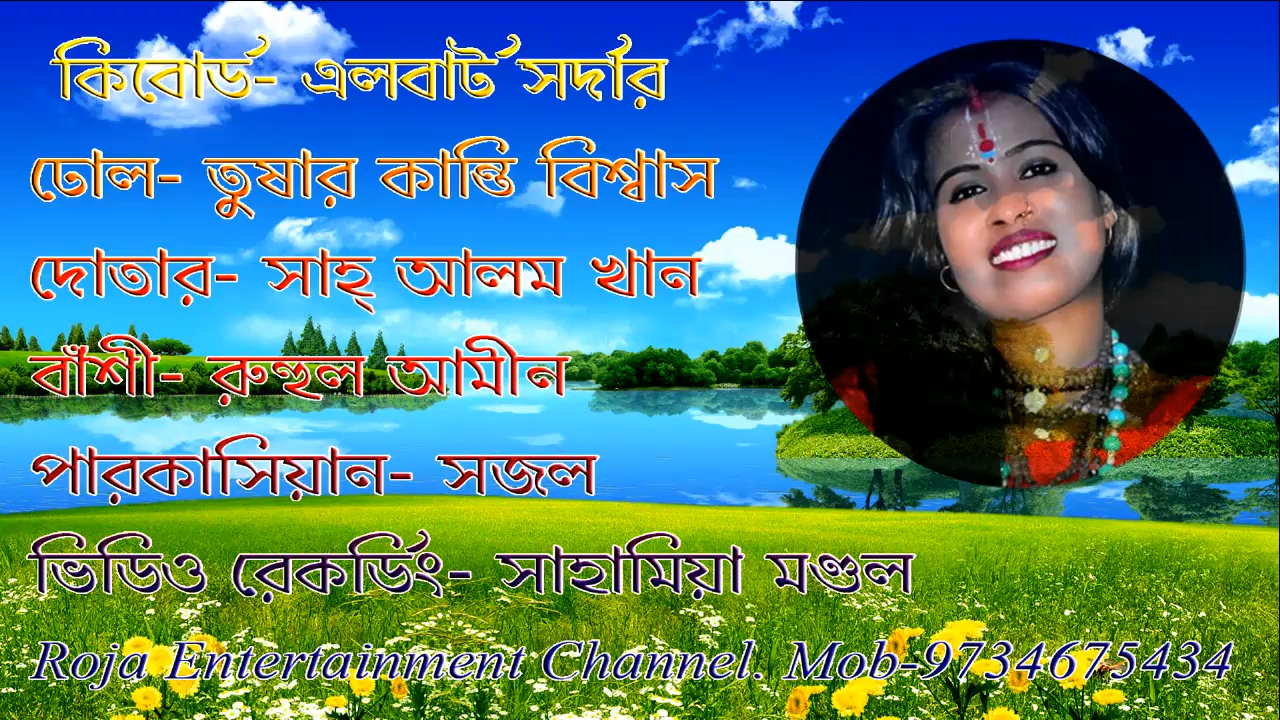 কিবোর্ড- এলবার্ট সর্দার
ঢোল- তুষার কান্তি বিশ্বাস
দোতার- সাহ্ আলম খান
বাঁশী- রুহুল আমীন
পারকাসিয়ান- সজল
ভিডিও রেকর্ডিং- সাহামিয়া মণ্ডল
Roja Entertainment Channel. Mob-9734675434